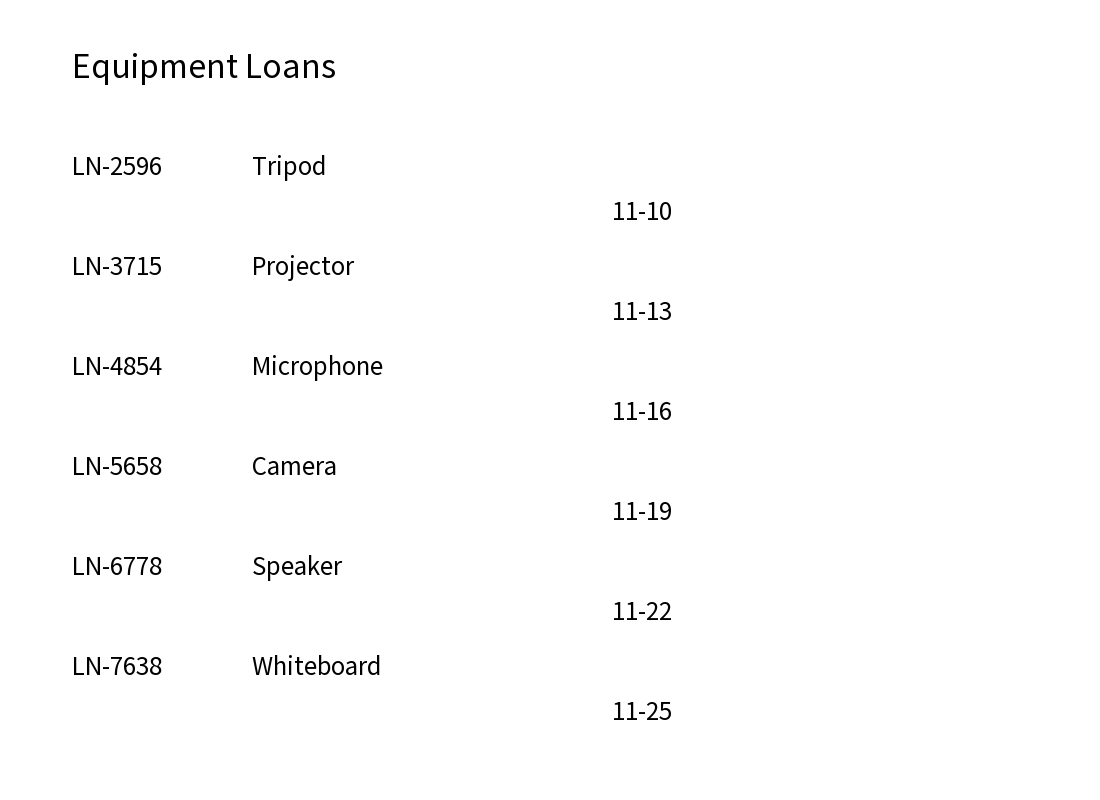 Equipment Loans
LN-2596 Tripod
11-10
LN-3715 Projector
11-13
LN-4854 Microphone
11-16
LN-5658 Camera
11-19
LN-6778 Speaker
11-22
LN-7638 Whiteboard
11-25